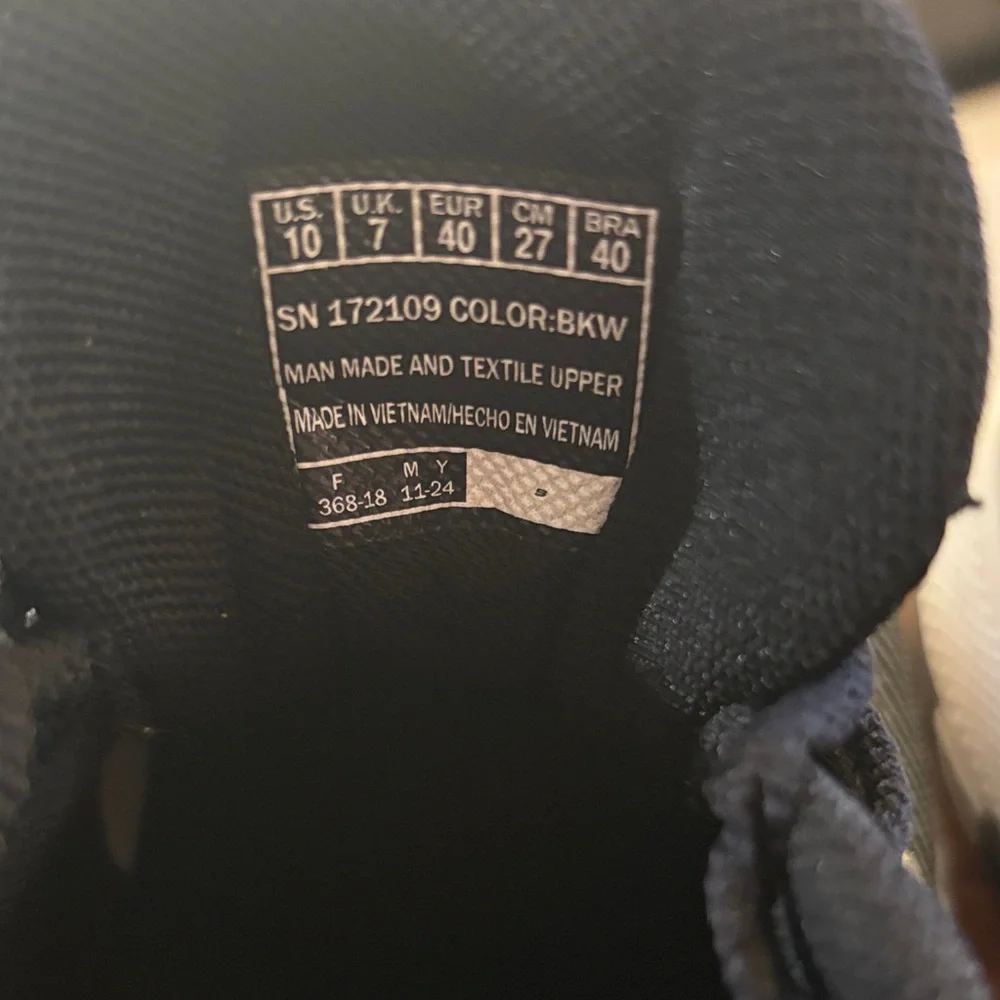 U.S. U.K. EUR CM BRA
10 7 40 27 40
SN 172109 COLOR:BKW
MAN MADE AND TEXTILE UPPER
MADE IN VIETNAM/HECHO EN VIETNAM
F M Y
368-18 11-24